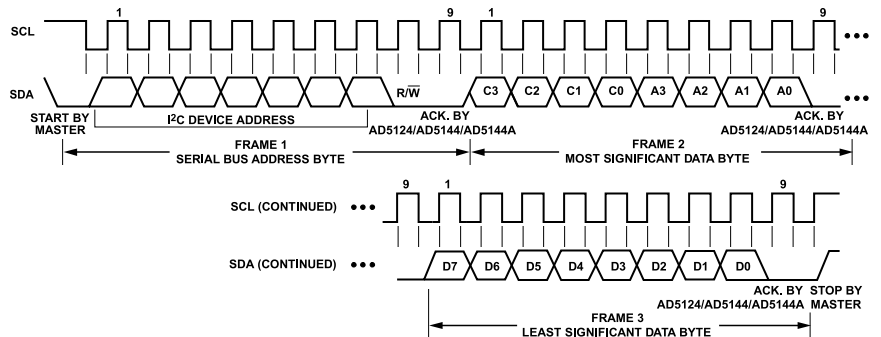 1 9 1 9
SCL
SDA
R/W̅
C3 C2 C1 C0 A3 A2 A1 A0
START BY
MASTER
I²C DEVICE ADDRESS
ACK. BY
AD5124/AD5144/AD5144A
ACK. BY
AD5124/AD5144/AD5144A
FRAME 1
SERIAL BUS ADDRESS BYTE
FRAME 2
MOST SIGNIFICANT DATA BYTE
9 1 9
SCL (CONTINUED)
SDA (CONTINUED)
D7 D6 D5 D4 D3 D2 D1 D0
ACK. BY
AD5124/AD5144/AD5144A
STOP BY
MASTER
FRAME 3
LEAST SIGNIFICANT DATA BYTE